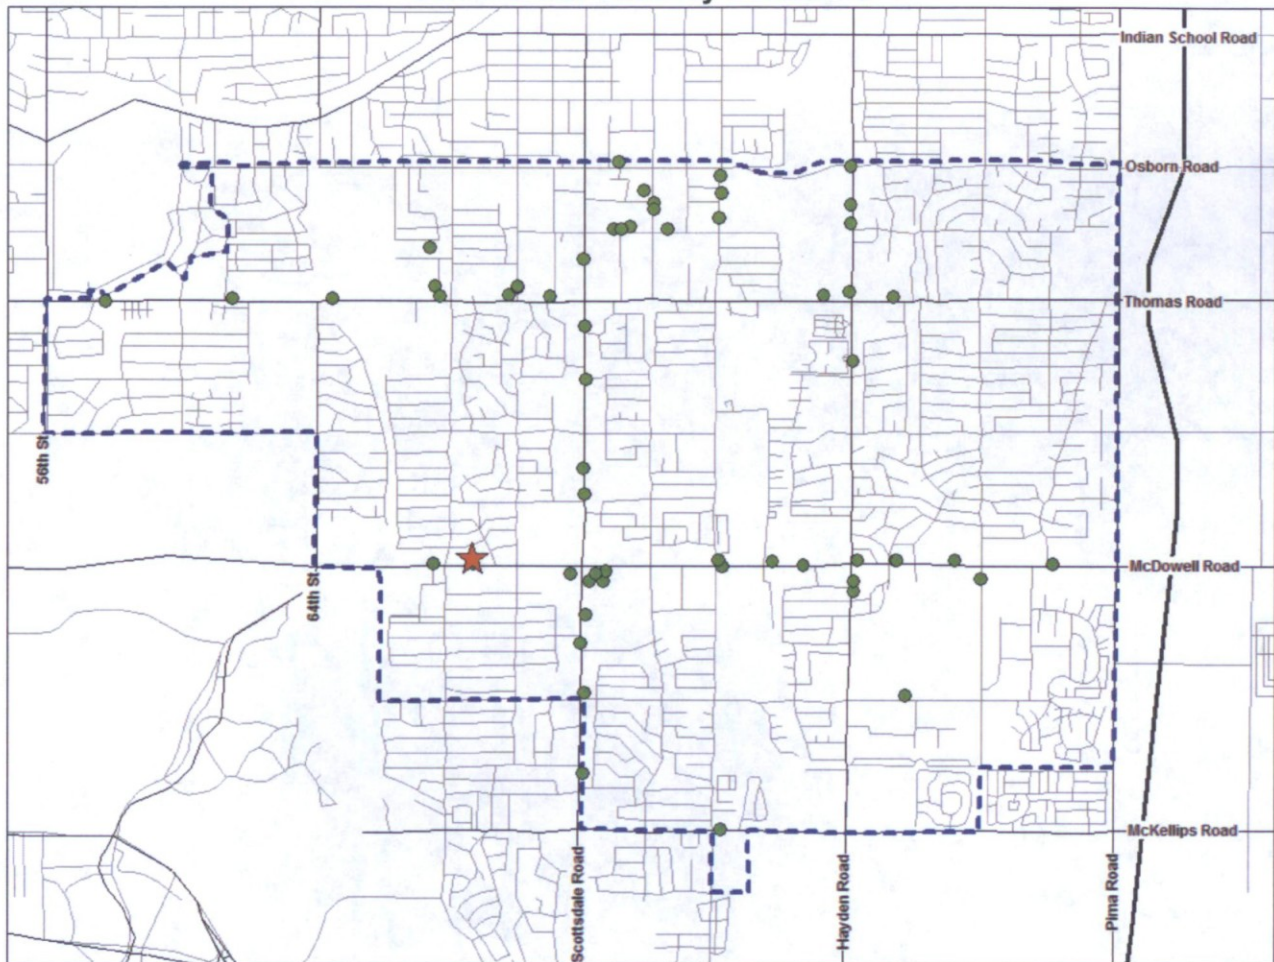 Indian School Road
Osborn Road
Thomas Road
56th St
McDowell Road
64th St
McKellips Road
Scottsdale Road
Hayden Road
Pima Road